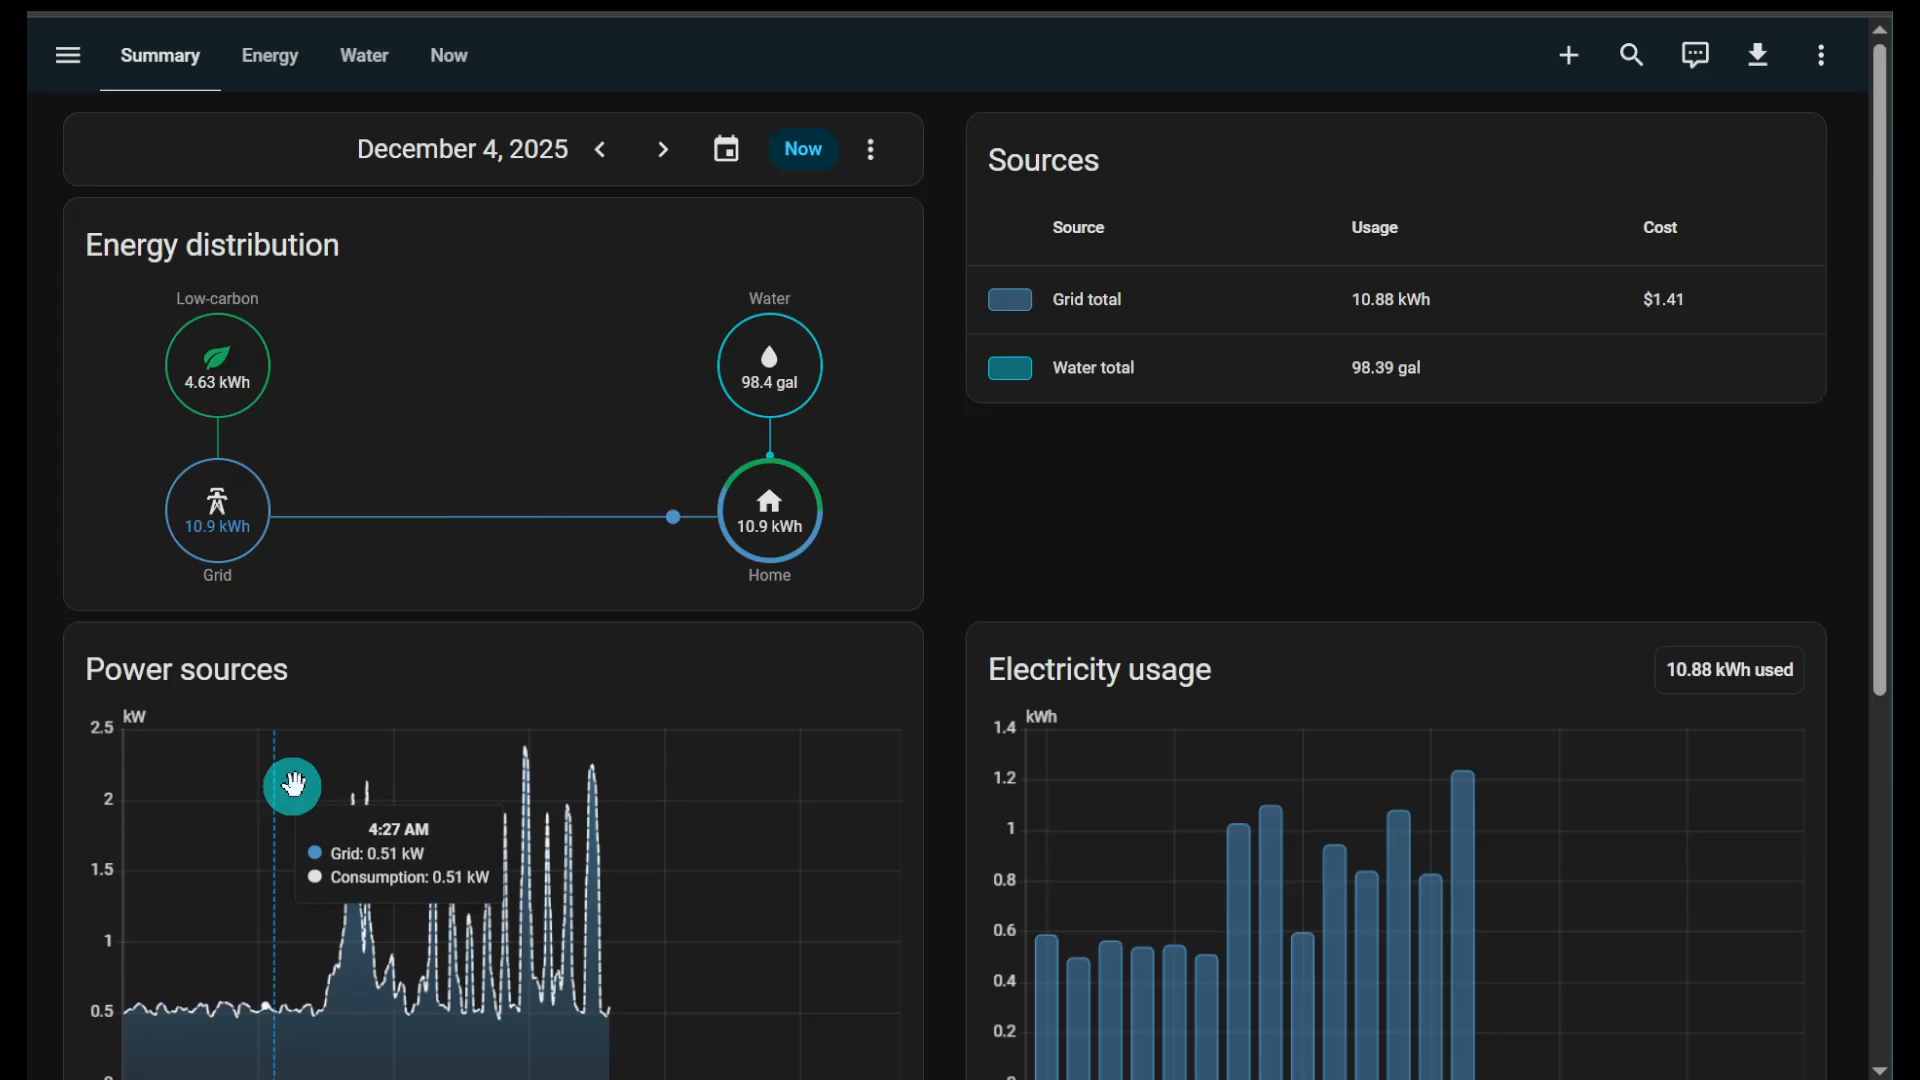 Summary Energy Water Now
December 4, 2025 Now
Energy distribution
Low-carbon
4.63 kWh
Water
98.4 gal
10.9 kWh
Grid
10.9 kWh
Home
Sources
Source Usage Cost
Grid total 10.88 kWh $1.41
Water total 98.39 gal
Power sources
kW
2.5
2
1.5
1
0.5
0
4:27 AM
Grid: 0.51 kW
Consumption: 0.51 kW
Electricity usage
10.88 kWh used
kWh
1.4
1.2
1
0.8
0.6
0.4
0.2
0